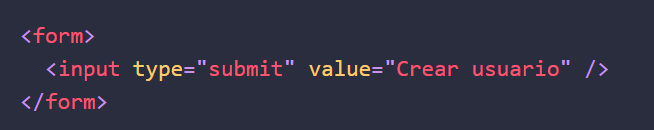 <form>
  <input type="submit" value="Crear usuario" />
</form>